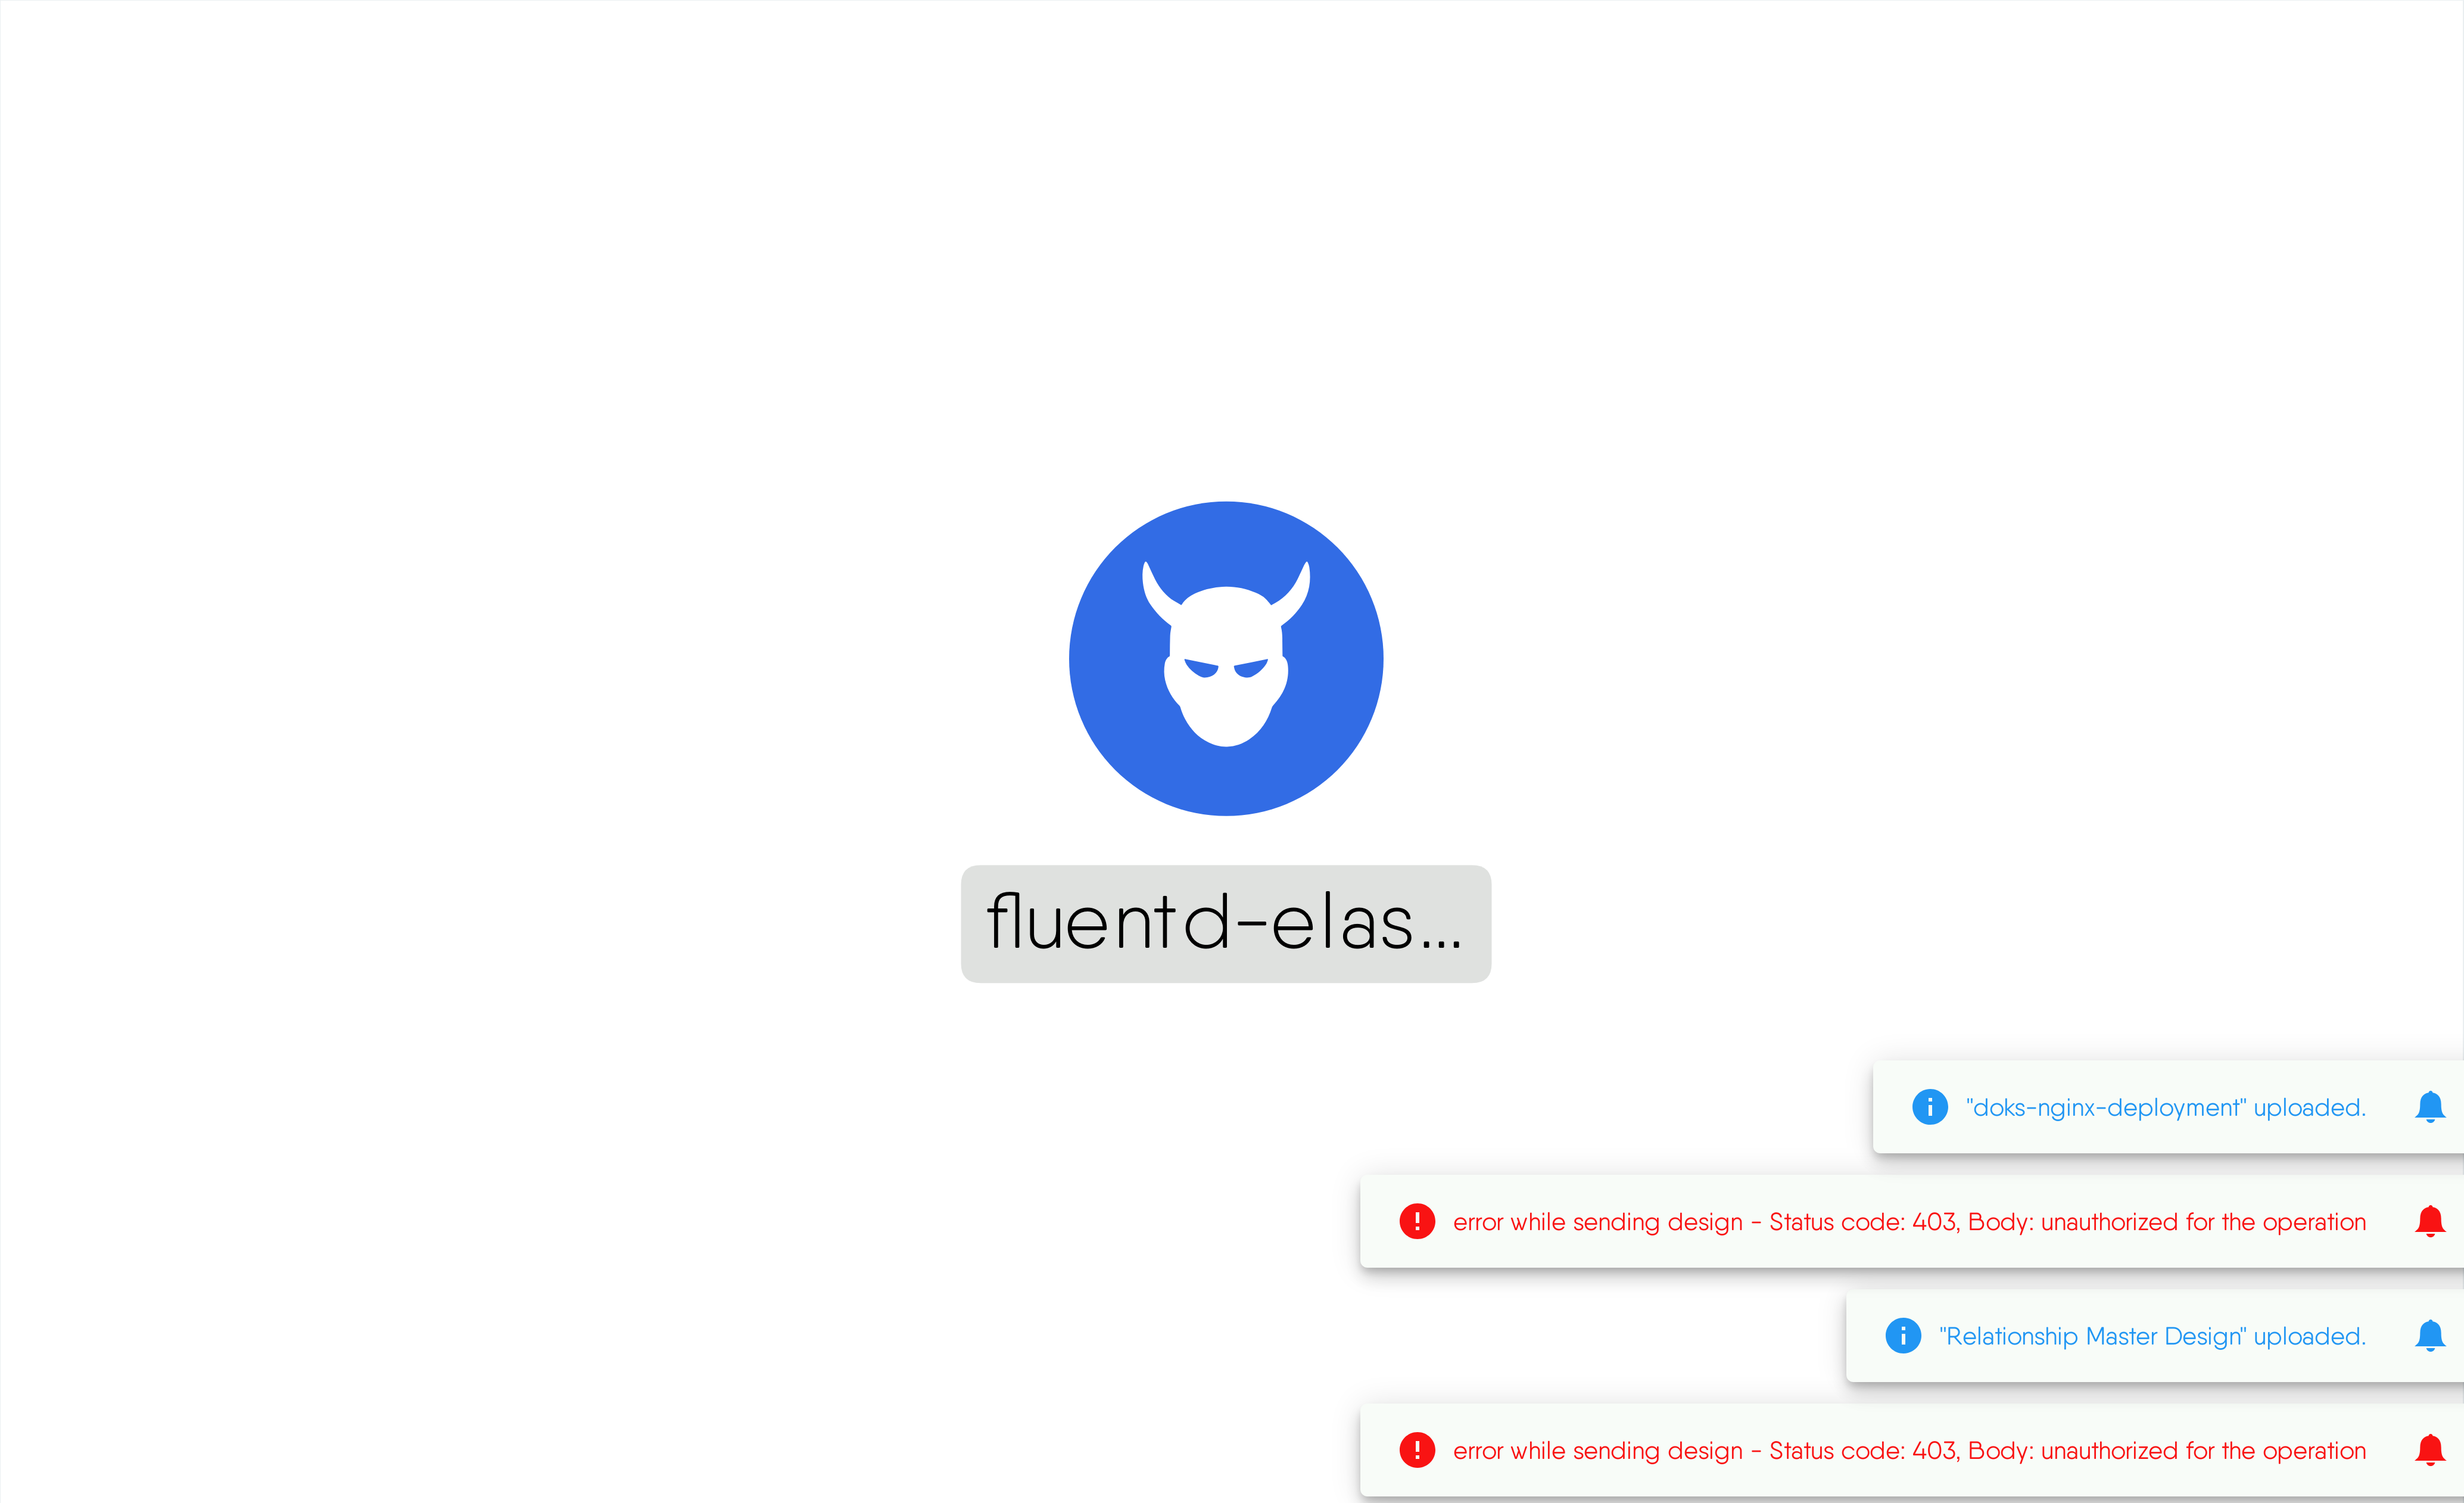 fluentd-elas...
"doks-nginx-deployment" uploaded.
error while sending design - Status code: 403, Body: unauthorized for the operation
"Relationship Master Design" uploaded.
error while sending design - Status code: 403, Body: unauthorized for the operation